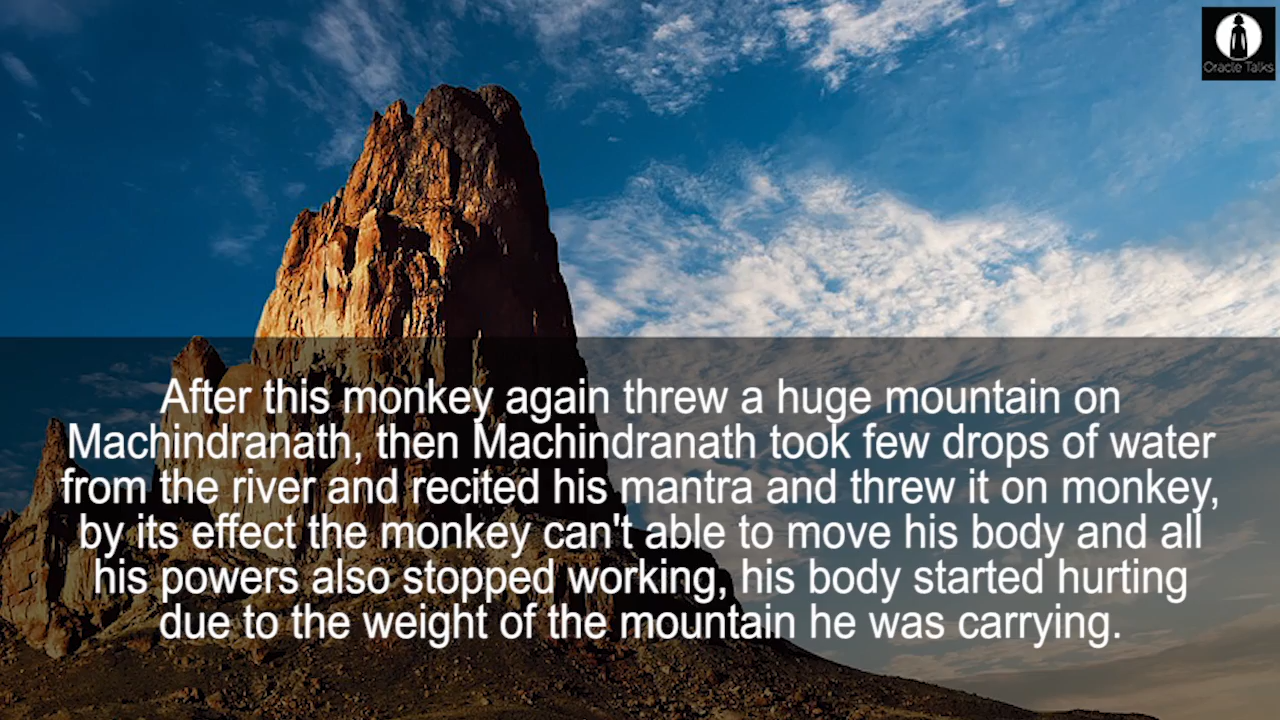 Oracle Talks
After this monkey again threw a huge mountain on
Machindranath, then Machindranath took few drops of water
from the river and recited his mantra and threw it on monkey,
by its effect the monkey can't able to move his body and all
his powers also stopped working, his body started hurting
due to the weight of the mountain he was carrying.